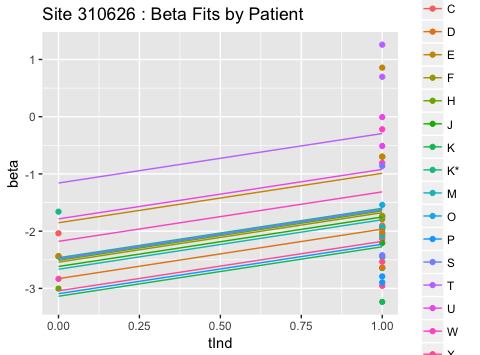 Site 310626 : Beta Fits by Patient
1
0
-1
-2
-3
beta
0.00 0.25 0.50 0.75 1.00
tInd
C
D
E
F
H
J
K
K*
M
O
P
S
T
U
W